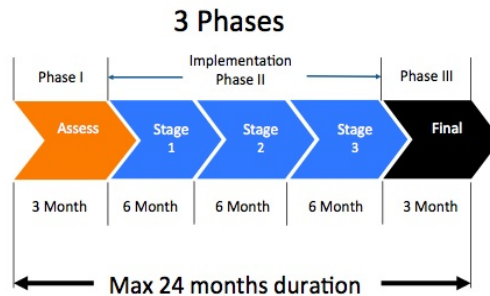 3 Phases
Phase I
Implementation
Phase II
Phase III
Assess
Stage
1
Stage
2
Stage
3
Final
3 Month
6 Month
6 Month
6 Month
3 Month
Max 24 months duration